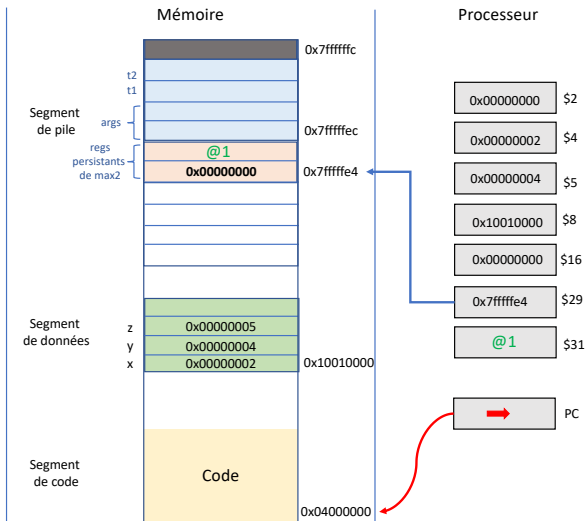 Mémoire
Processeur
0x7ffffffc
t2
t1
Segment
de pile
args
0x7fffffec
regs
persistants
de max2
@1
0x00000000
0x7fffffe4
0x00000000 $2
0x00000002 $4
0x00000004 $5
0x10010000 $8
0x00000000 $16
0x7fffffe4 $29
@1 $31
PC
Segment
de données
z 0x00000005
y 0x00000004
x 0x00000002 0x10010000
Segment
de code
Code
0x04000000